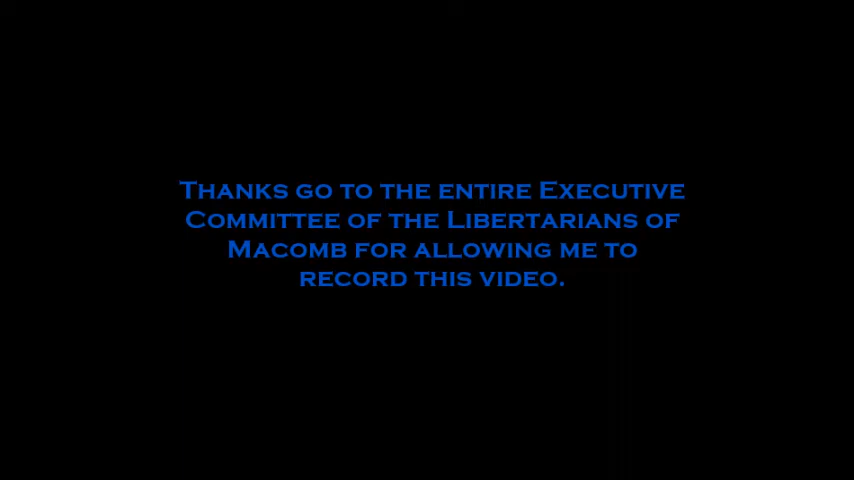 Thanks go to the entire Executive
Committee of the Libertarians of
Macomb for allowing me to
record this video.